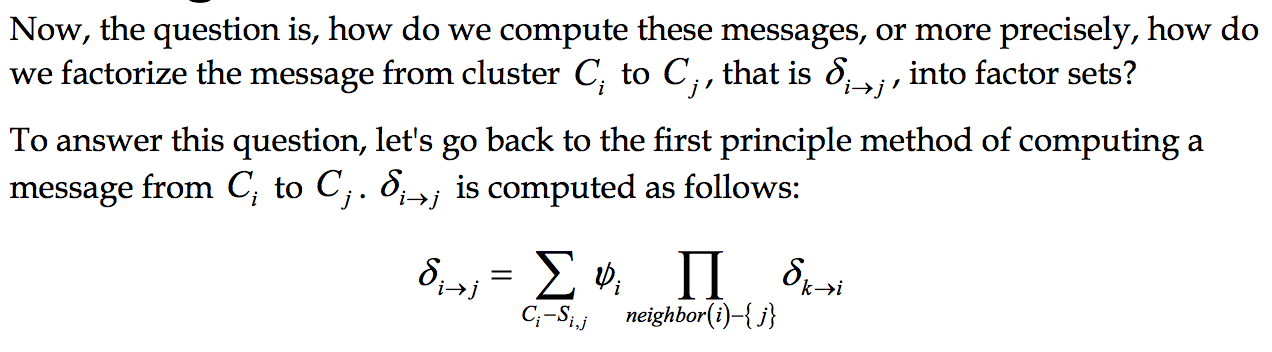 Now, the question is, how do we compute these messages, or more precisely, how do
we factorize the message from cluster C_i to C_j, that is δ_{i→j}, into factor sets?
To answer this question, let's go back to the first principle method of computing a
message from C_i to C_j. δ_{i→j} is computed as follows:
δ_{i→j} = ∑_{C_i−S_{i,j}} ψ_i ∏_{neighbor(i)−{j}} δ_{k→i}